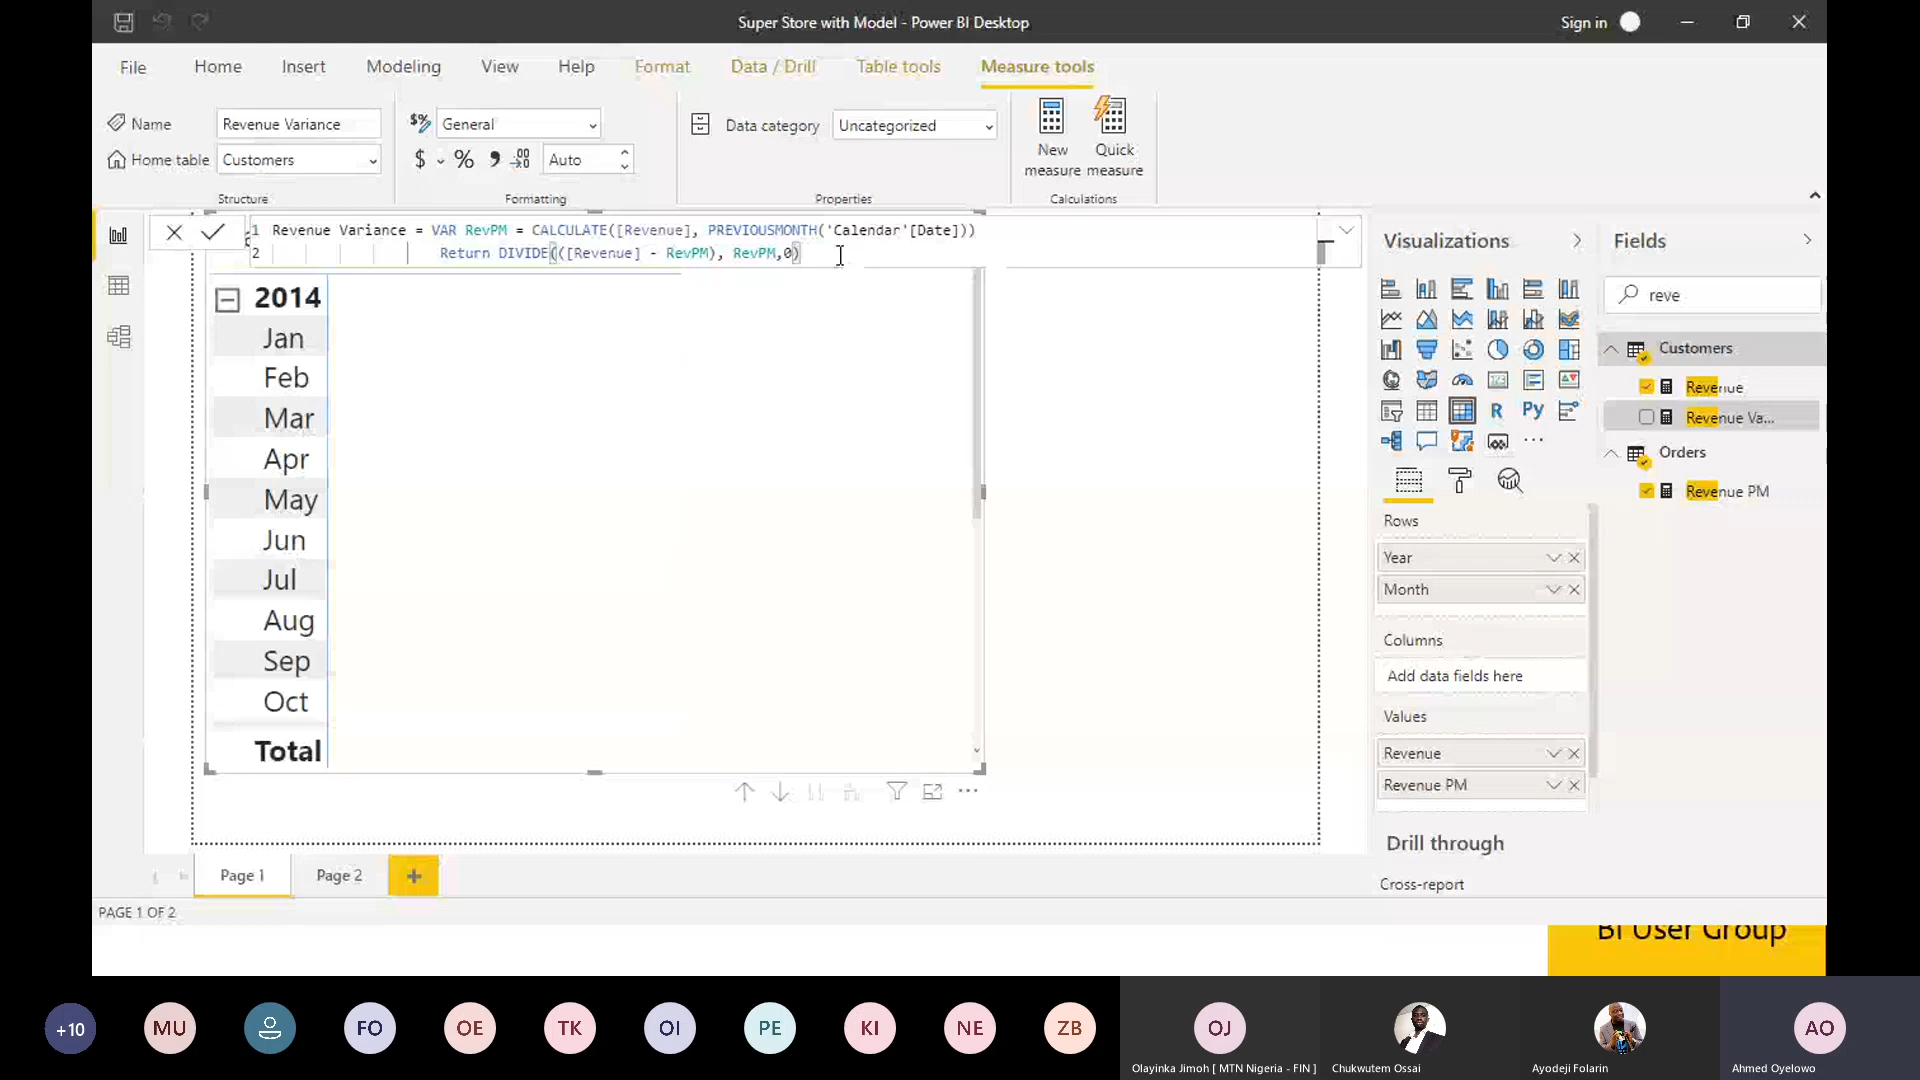 Super Store with Model - Power BI Desktop
Sign in
File
Home
Insert
Modeling
View
Help
Format
Data / Drill
Table tools
Measure tools
Name
Revenue Variance
Home table
Customers
Structure
$%
General
$
%
Auto
Formatting
Data category
Uncategorized
Properties
New measure
Quick measure
Calculations
1 Revenue Variance = VAR RevPM = CALCULATE([Revenue], PREVIOUSMONTH('Calendar'[Date]))
2 Return DIVIDE(([Revenue] - RevPM), RevPM,0)
2014
Jan
Feb
Mar
Apr
May
Jun
Jul
Aug
Sep
Oct
Total
Visualizations
R
Py
Rows
Year
Month
Columns
Add data fields here
Values
Revenue
Revenue PM
Drill through
Cross-report
Fields
reve
Customers
Revenue
Revenue Va...
Orders
Revenue PM
Page 1
Page 2
PAGE 1 OF 2
BI User Group
+10
MU
FO
OE
TK
OI
PE
KI
NE
ZB
OJ
AO
Olayinka Jimoh [ MTN Nigeria - FIN ]
Chukwutem Ossai
Ayodeji Folarin
Ahmed Oyelowo